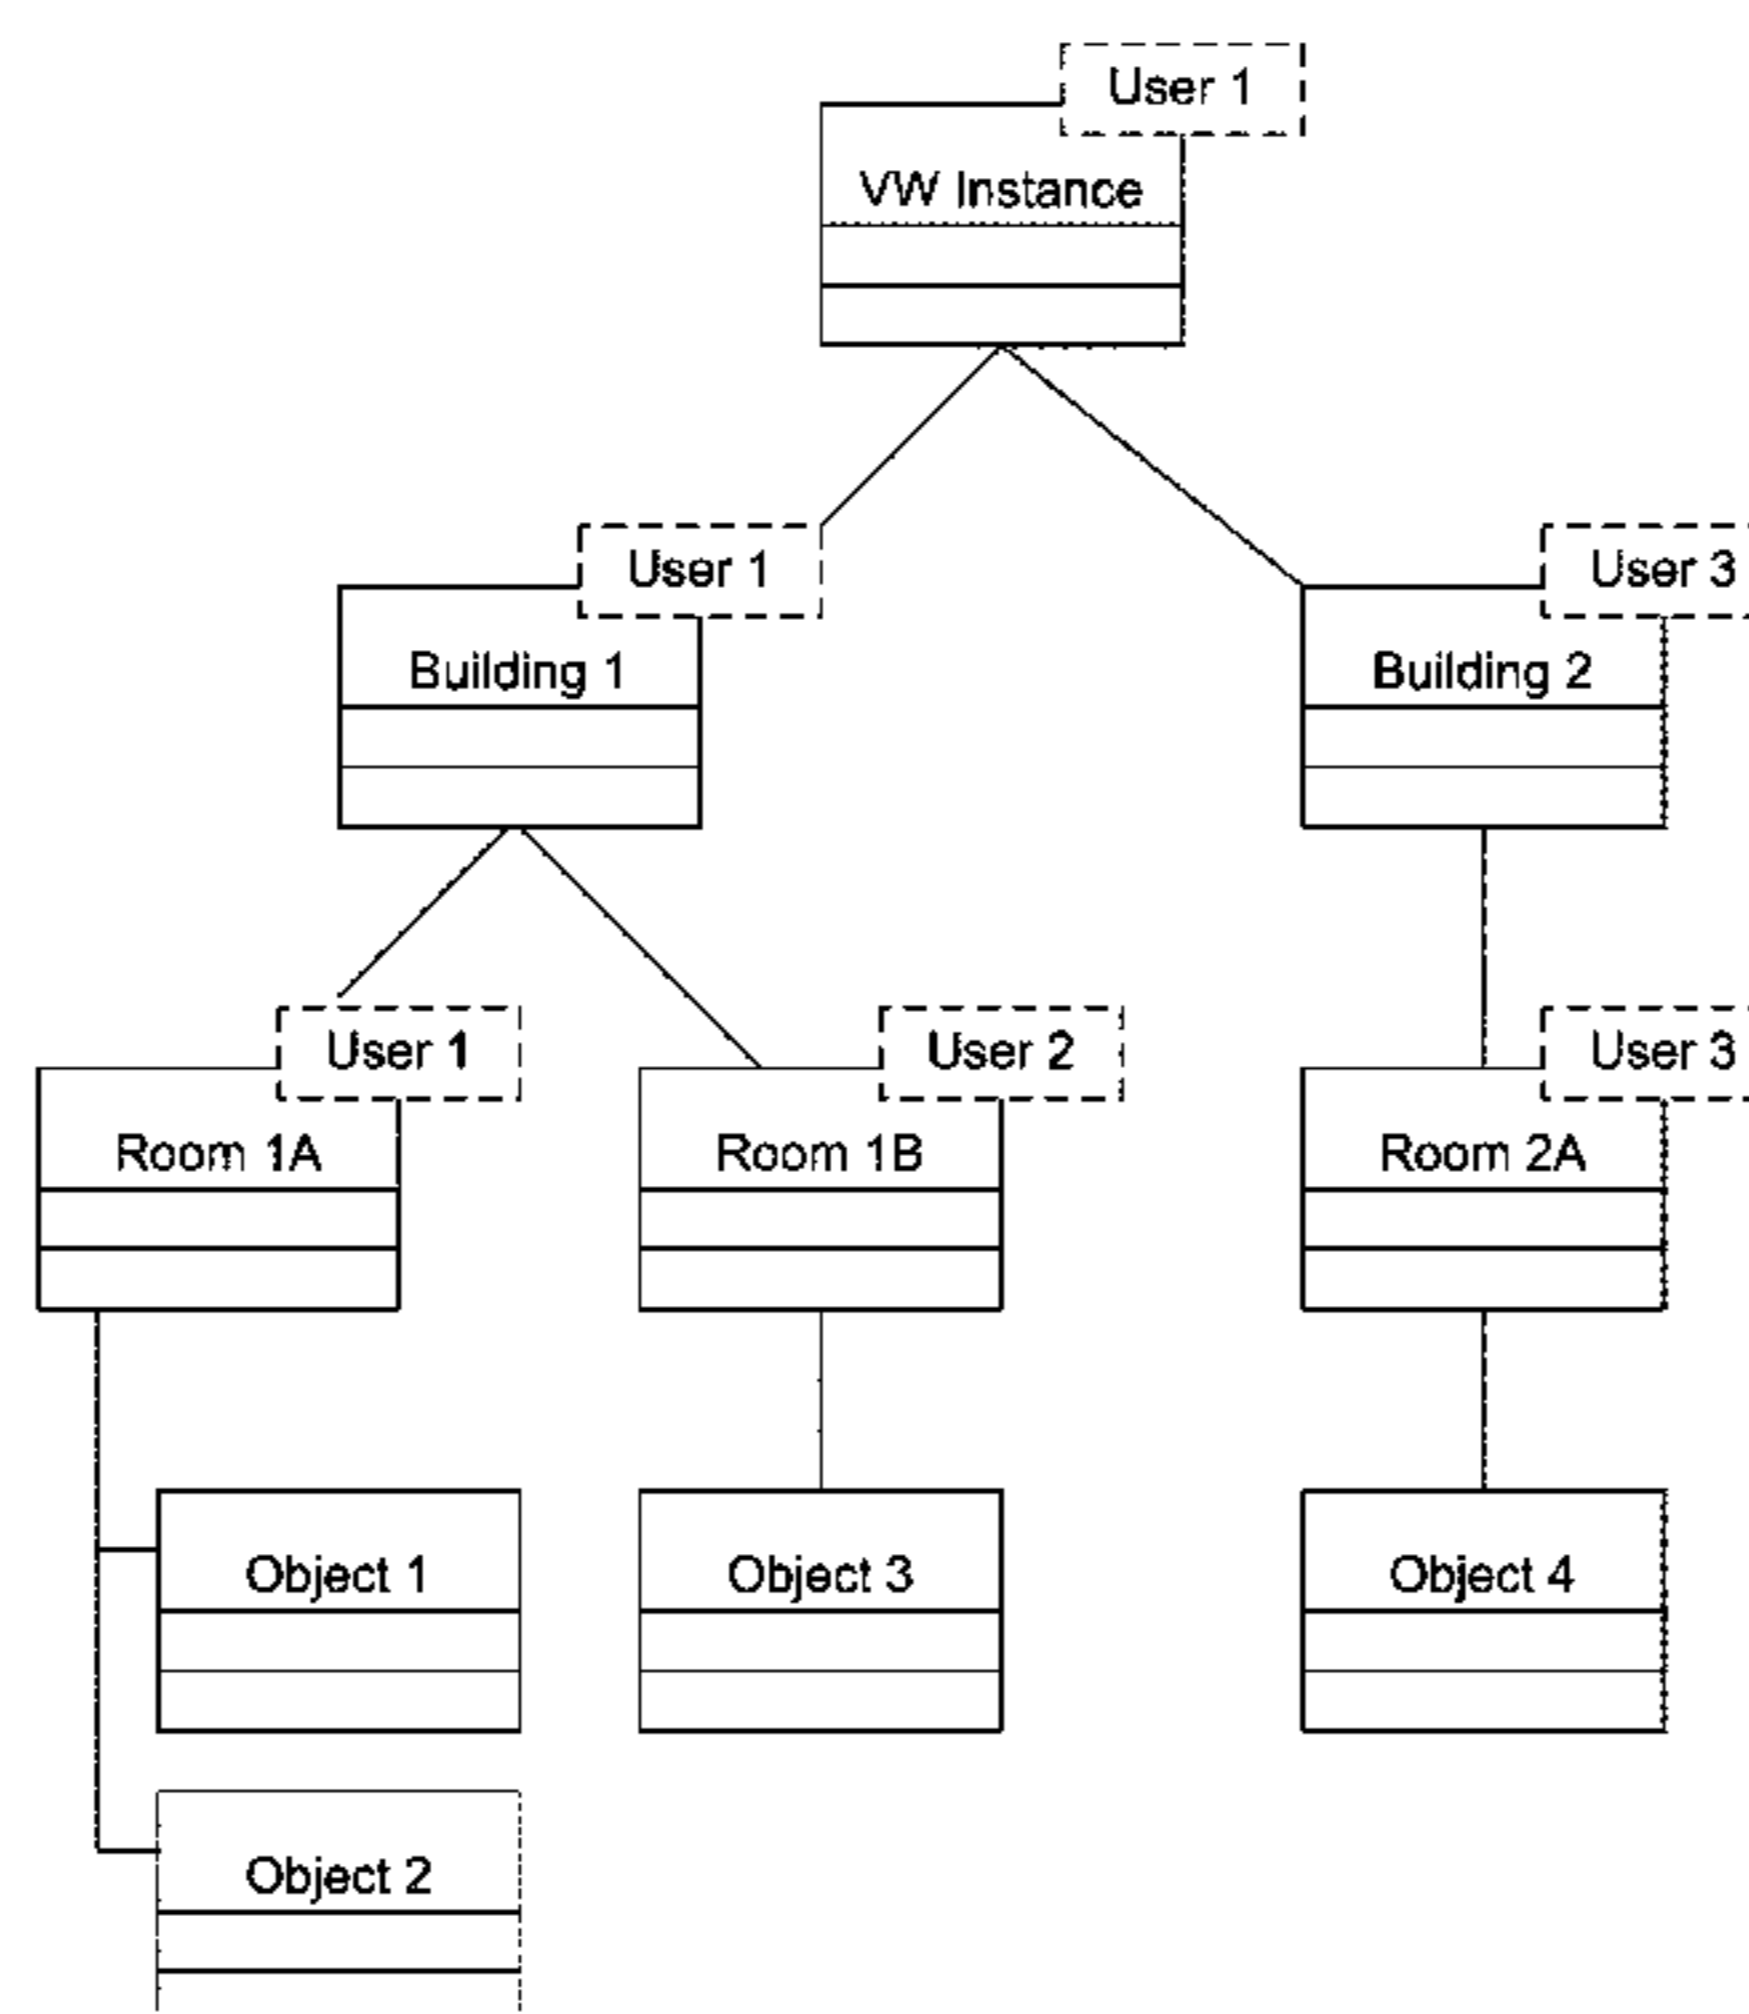 User 1
VW Instance
User 1
User 3
Building 1
Building 2
User 1
User 2
User 3
Room 1A
Room 1B
Room 2A
Object 1
Object 3
Object 4
Object 2